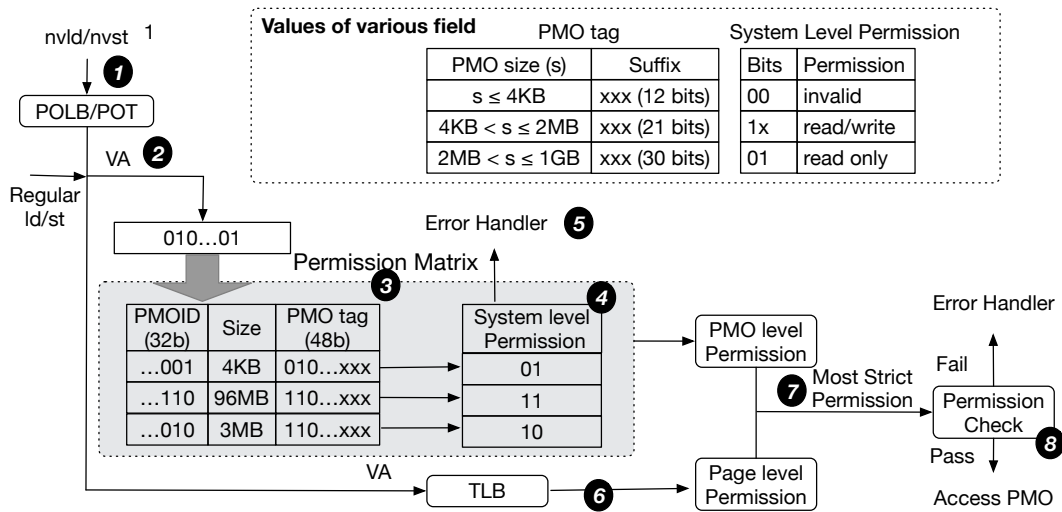 nvld/nvst 1
1
POLB/POT
VA 2
Regular
ld/st
010...01
Values of various field
PMO tag
PMO size (s) Suffix
s ≤ 4KB xxx (12 bits)
4KB < s ≤ 2MB xxx (21 bits)
2MB < s ≤ 1GB xxx (30 bits)
System Level Permission
Bits Permission
00 invalid
1x read/write
01 read only
Error Handler 5
Permission Matrix
3
PMOID (32b) Size PMO tag (48b)
...001 4KB 010...xxx
...110 96MB 110...xxx
...010 3MB 110...xxx
4
System level
Permission
01
11
10
VA
TLB
6
PMO level
Permission
Page level
Permission
7
Most Strict
Permission
Error Handler
Fail
Permission
Check
8
Pass
Access PMO